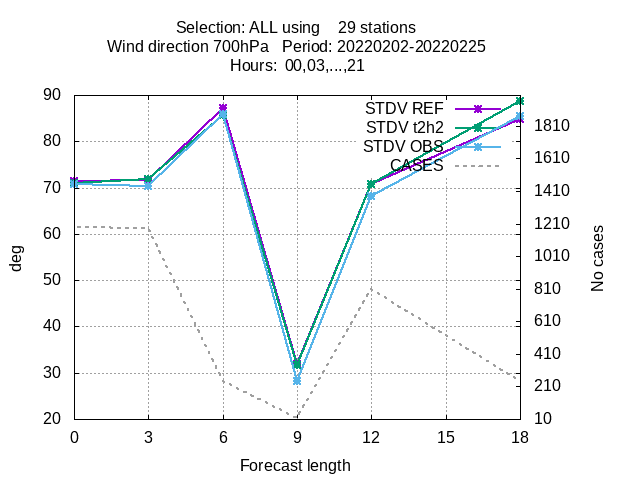 Selection: ALL using 29 stations
Wind direction 700hPa Period: 20220202-20220225
Hours: 00,03,...,21
STDV REF
STDV t2h2
STDV OBS
CASES
90
80
70
60
50
40
30
20
deg
1810
1610
1410
1210
1010
810
610
410
210
10
No cases
0 3 6 9 12 15 18
Forecast length